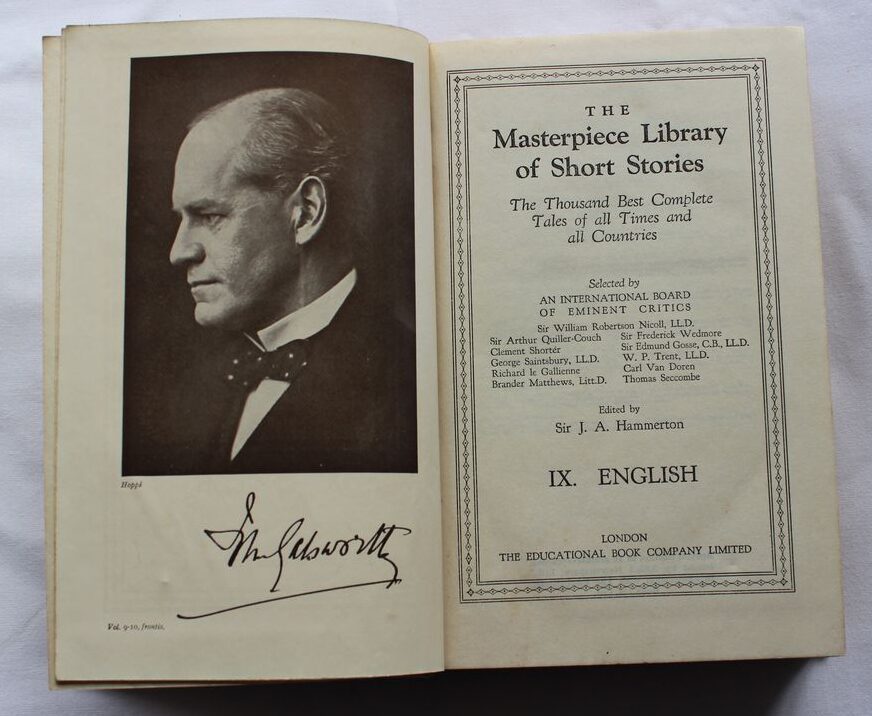 Hoppé
John Galsworthy
Vol. 9-10, frontis.
THE
Masterpiece Library
of Short Stories
The Thousand Best Complete
Tales of all Times and
all Countries
Selected by
AN INTERNATIONAL BOARD
OF EMINENT CRITICS
Sir William Robertson Nicoll, LL.D.
Sir Arthur Quiller-Couch Sir Frederick Wedmore
Clement Shorter Sir Edmund Gosse, C.B., LL.D.
George Saintsbury, LL.D. W. P. Trent, LL.D.
Richard le Gallienne Carl Van Doren
Brander Matthews, Litt.D. Thomas Seccombe
Edited by
Sir J. A. Hammerton
IX. ENGLISH
LONDON
THE EDUCATIONAL BOOK COMPANY LIMITED